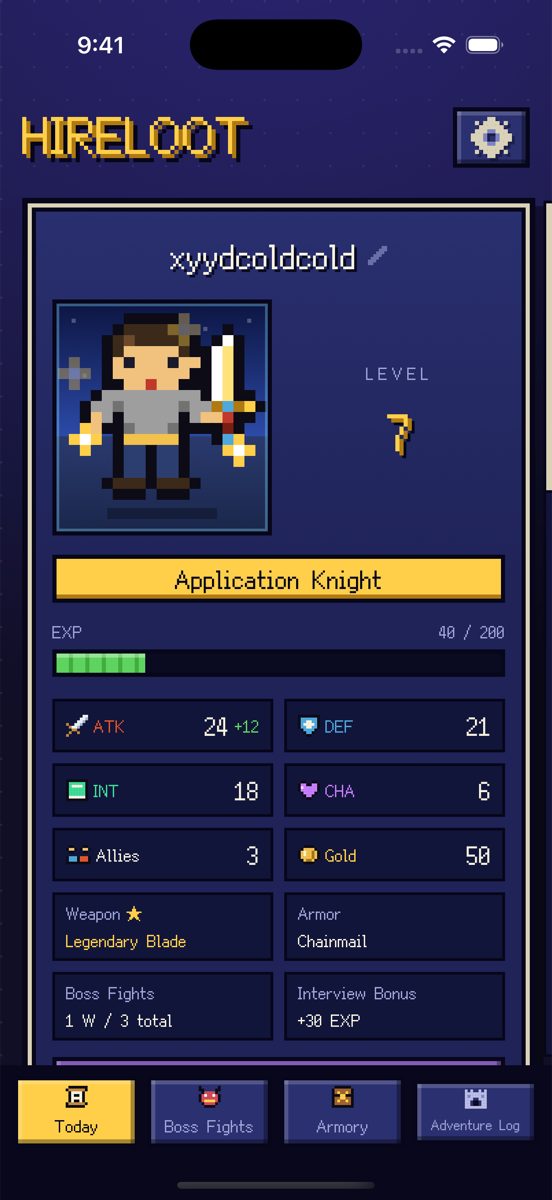 9:41
HIRELOOT
xyydcoldcold
LEVEL
7
Application Knight
EXP 40 / 200
ATK 24 +12
DEF 21
INT 18
CHA 6
Allies 3
Gold 50
Weapon
Legendary Blade
Armor
Chainmail
Boss Fights
1 W / 3 total
Interview Bonus
+30 EXP
Today
Boss Fights
Armory
Adventure Log